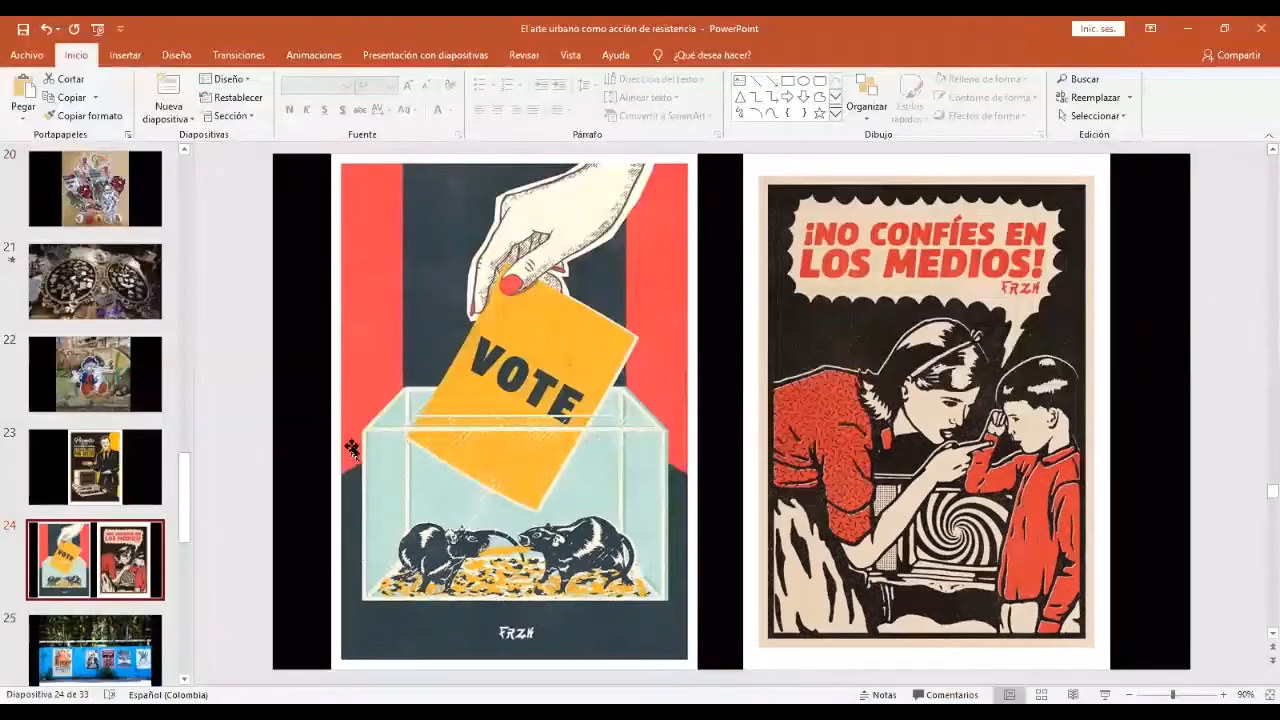 El arte urbano como acción de resistencia - PowerPoint
Inic. ses.
Archivo Inicio Insertar Diseño Transiciones Animaciones Presentación con diapositivas Revisar Vista Ayuda ¿Qué desea hacer? Compartir
Pegar
Cortar
Copiar
Copiar formato
Portapapeles
Nueva
diapositiva
Diseño
Restablecer
Sección
Diapositivas
N K S S abc AV Aa A
Fuente
Dirección del texto
Alinear texto
Convertir a SmartArt
Párrafo
Organizar
Estilos
rápidos
Relleno de forma
Contorno de forma
Efectos de forma
Dibujo
Buscar
Reemplazar
Seleccionar
Edición
20
21
22
23
24
25
VOTE
FRZH
¡NO CONFÍES EN
LOS MEDIOS!
FRZH
Diapositiva 24 de 33 Español (Colombia) Notas Comentarios 90%